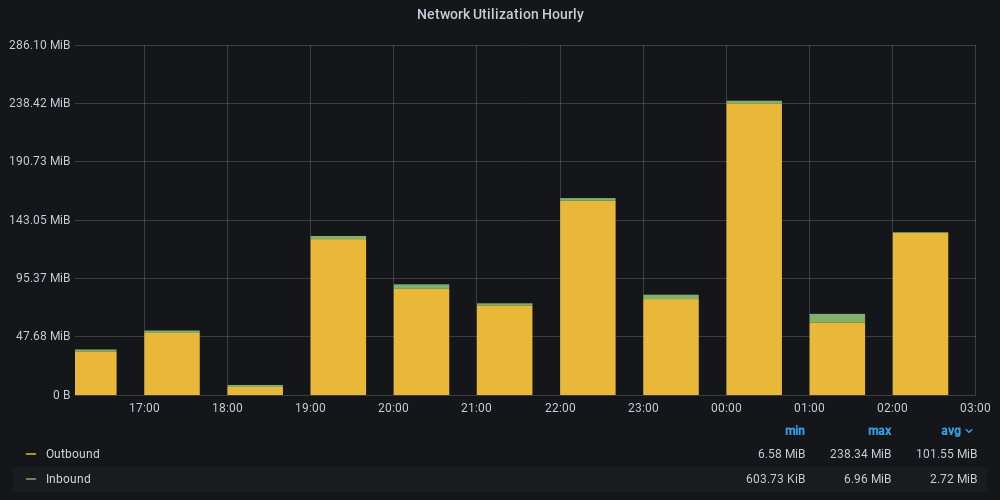 Network Utilization Hourly
286.10 MiB
238.42 MiB
190.73 MiB
143.05 MiB
95.37 MiB
47.68 MiB
0 B
17:00 18:00 19:00 20:00 21:00 22:00 23:00 00:00 01:00 02:00 03:00
min max avg
Outbound 6.58 MiB 238.34 MiB 101.55 MiB
Inbound 603.73 KiB 6.96 MiB 2.72 MiB